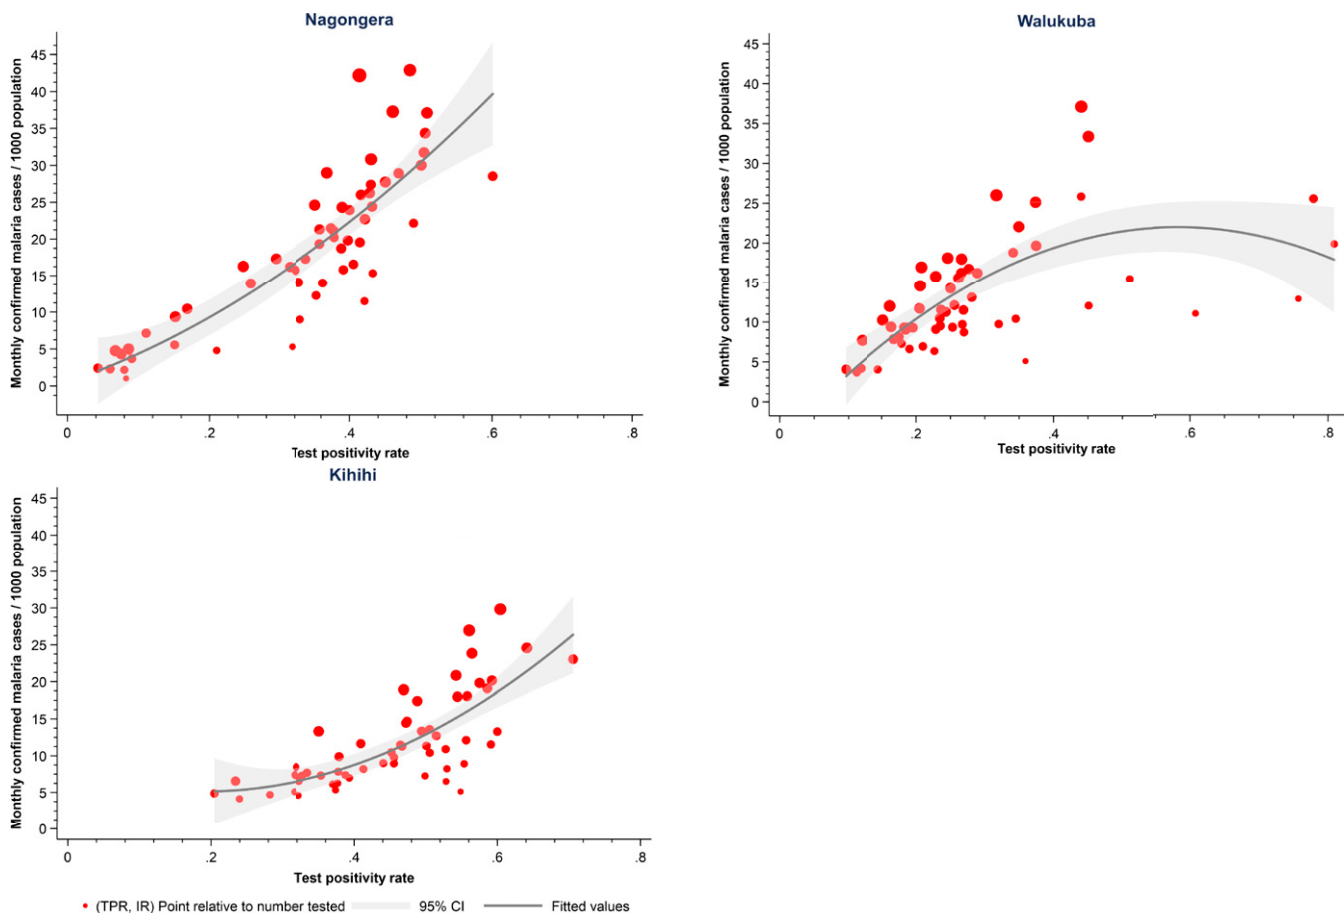 Nagongera
Monthly confirmed malaria cases / 1000 population
45
40
35
30
25
20
15
10
5
0
0 .2 .4 .6 .8
Test positivity rate
Walukuba
Monthly confirmed malaria cases / 1000 population
45
40
35
30
25
20
15
10
5
0
0 .2 .4 .6 .8
Test positivity rate
Kihihi
Monthly confirmed malaria cases / 1000 population
45
40
35
30
25
20
15
10
5
0
0 .2 .4 .6 .8
Test positivity rate
(TPR, IR) Point relative to number tested 95% CI Fitted values